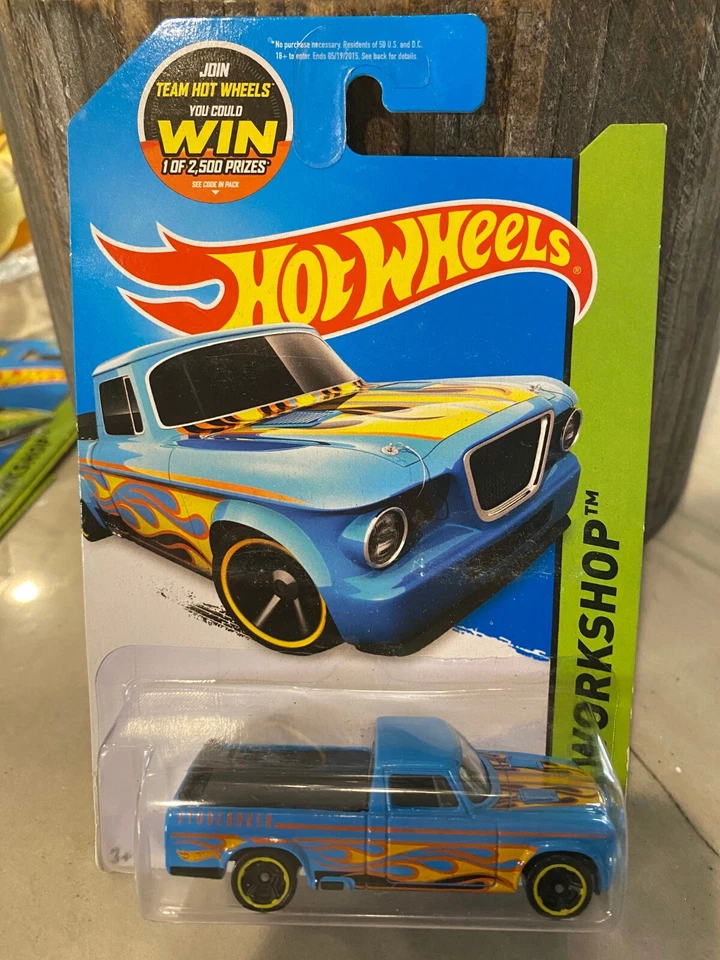 *No purchase necessary. Residents of 50 U.S. and D.C.
18+ to enter. Ends 05/19/2015. See back for details.
JOIN
TEAM HOT WHEELS™
YOU COULD
WIN
1 OF 2,500 PRIZES*
SEE CODE IN PACK
HOT WHEELS®
WORKSHOP™
STUDEBAKER
3+
KSHOP